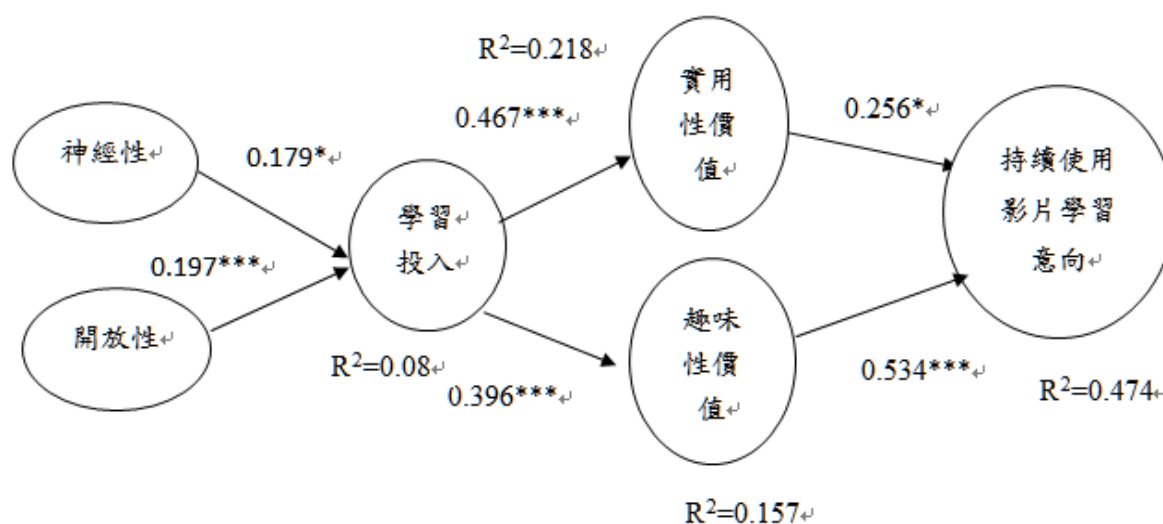 神經性
0.179*
0.197***
開放性
學習
投入
R²=0.08
R²=0.218
0.467***
實用
性價
值
0.396***
趣味
性價
值
R²=0.157
0.256*
0.534***
持續使用
影片學習
意向
R²=0.474